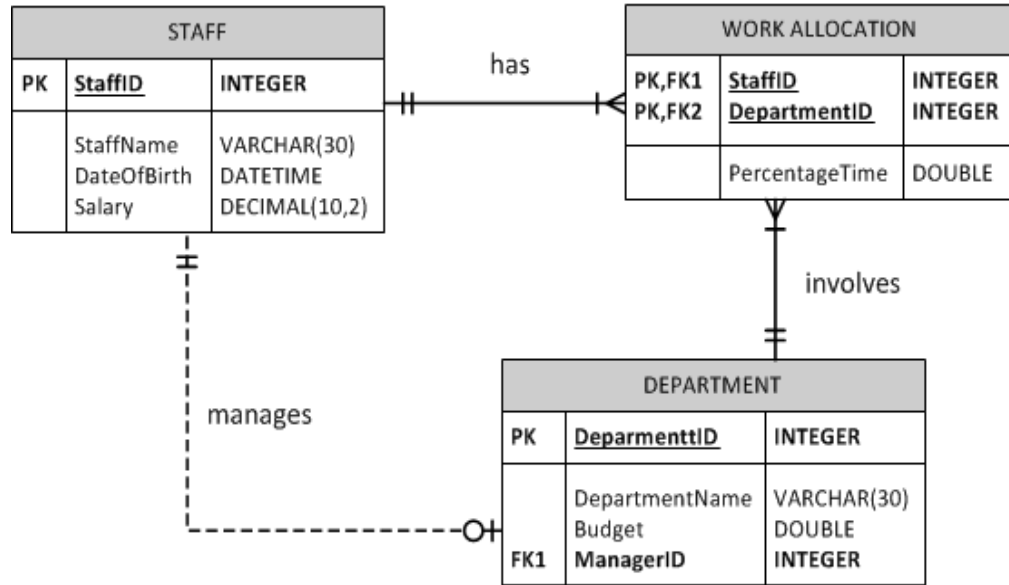 STAFF
PK StaffID INTEGER
StaffName VARCHAR(30)
DateOfBirth DATETIME
Salary DECIMAL(10,2)
has
WORK ALLOCATION
PK,FK1 StaffID INTEGER
PK,FK2 DepartmentID INTEGER
PercentageTime DOUBLE
involves
manages
DEPARTMENT
PK DeparmenttID INTEGER
DepartmentName VARCHAR(30)
Budget DOUBLE
FK1 ManagerID INTEGER